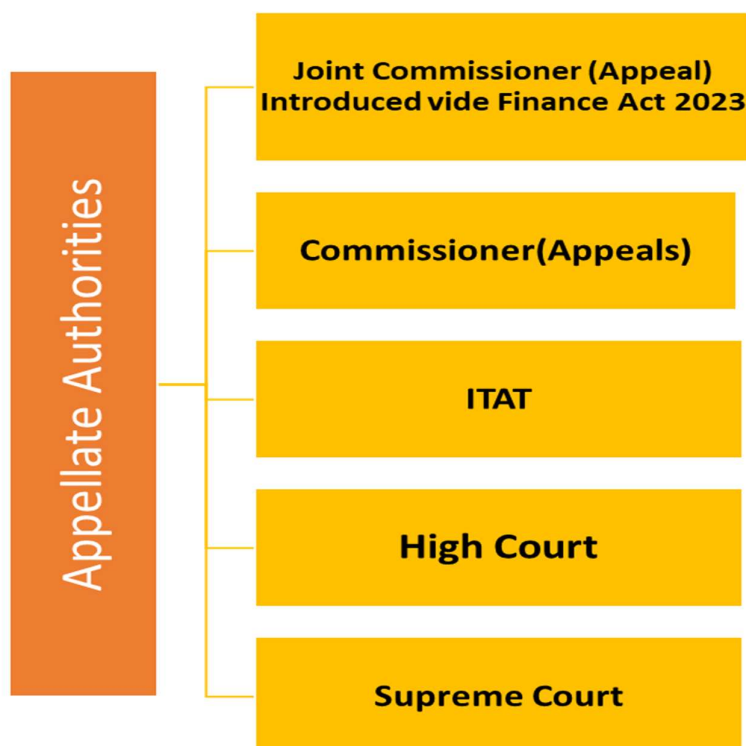 Appellate Authorities
Joint Commissioner (Appeal)
Introduced vide Finance Act 2023
Commissioner(Appeals)
ITAT
High Court
Supreme Court